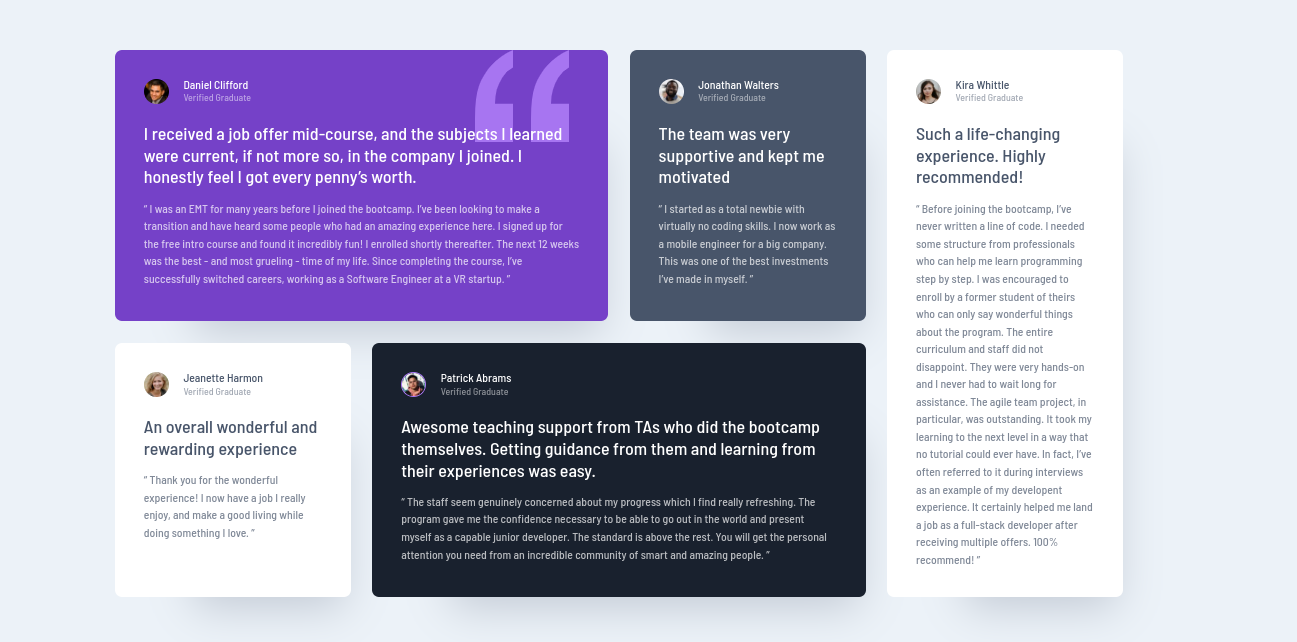 Daniel Clifford
Verified Graduate
I received a job offer mid-course, and the subjects I learned
were current, if not more so, in the company I joined. I
honestly feel I got every penny’s worth.
“ I was an EMT for many years before I joined the bootcamp. I’ve been looking to make a
transition and have heard some people who had an amazing experience here. I signed up for
the free intro course and found it incredibly fun! I enrolled shortly thereafter. The next 12 weeks
was the best - and most grueling - time of my life. Since completing the course, I’ve
successfully switched careers, working as a Software Engineer at a VR startup. ”
Jonathan Walters
Verified Graduate
The team was very
supportive and kept me
motivated
“ I started as a total newbie with
virtually no coding skills. I now work as
a mobile engineer for a big company.
This was one of the best investments
I’ve made in myself. ”
Kira Whittle
Verified Graduate
Such a life-changing
experience. Highly
recommended!
“ Before joining the bootcamp, I’ve
never written a line of code. I needed
some structure from professionals
who can help me learn programming
step by step. I was encouraged to
enroll by a former student of theirs
who can only say wonderful things
about the program. The entire
curriculum and staff did not
disappoint. They were very hands-on
and I never had to wait long for
assistance. The agile team project, in
particular, was outstanding. It took my
learning to the next level in a way that
no tutorial could ever have. In fact, I’ve
often referred to it during interviews
as an example of my developent
experience. It certainly helped me land
a job as a full-stack developer after
receiving multiple offers. 100%
recommend! ”
Jeanette Harmon
Verified Graduate
An overall wonderful and
rewarding experience
“ Thank you for the wonderful
experience! I now have a job I really
enjoy, and make a good living while
doing something I love. ”
Patrick Abrams
Verified Graduate
Awesome teaching support from TAs who did the bootcamp
themselves. Getting guidance from them and learning from
their experiences was easy.
“ The staff seem genuinely concerned about my progress which I find really refreshing. The
program gave me the confidence necessary to be able to go out in the world and present
myself as a capable junior developer. The standard is above the rest. You will get the personal
attention you need from an incredible community of smart and amazing people. ”